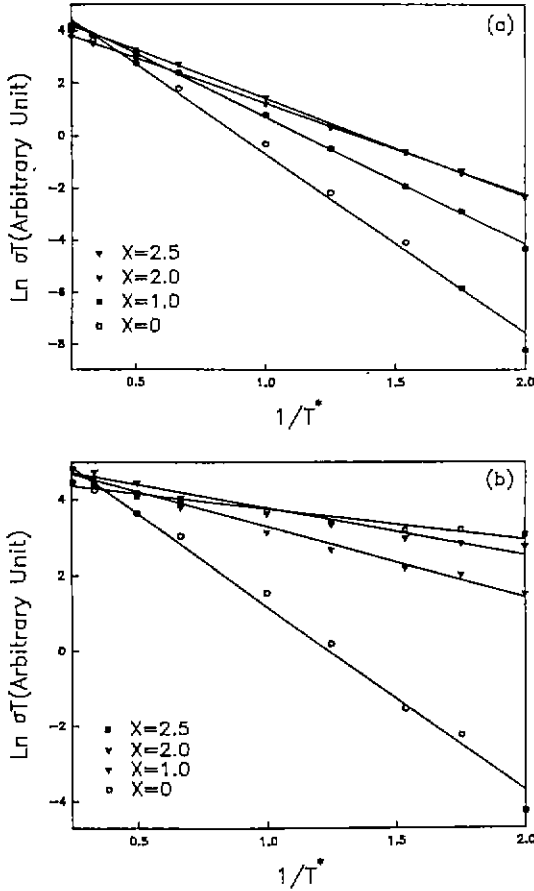 (a)
4
2
0
−2
−4
−6
−8
Ln σT(Arbitrary Unit)
X=2.5
X=2.0
X=1.0
X=0
0.5 1.0 1.5 2.0
1/T*
(b)
4
2
0
−2
−4
Ln σT(Arbitrary Unit)
X=2.5
X=2.0
X=1.0
X=0
0.5 1.0 1.5 2.0
1/T*